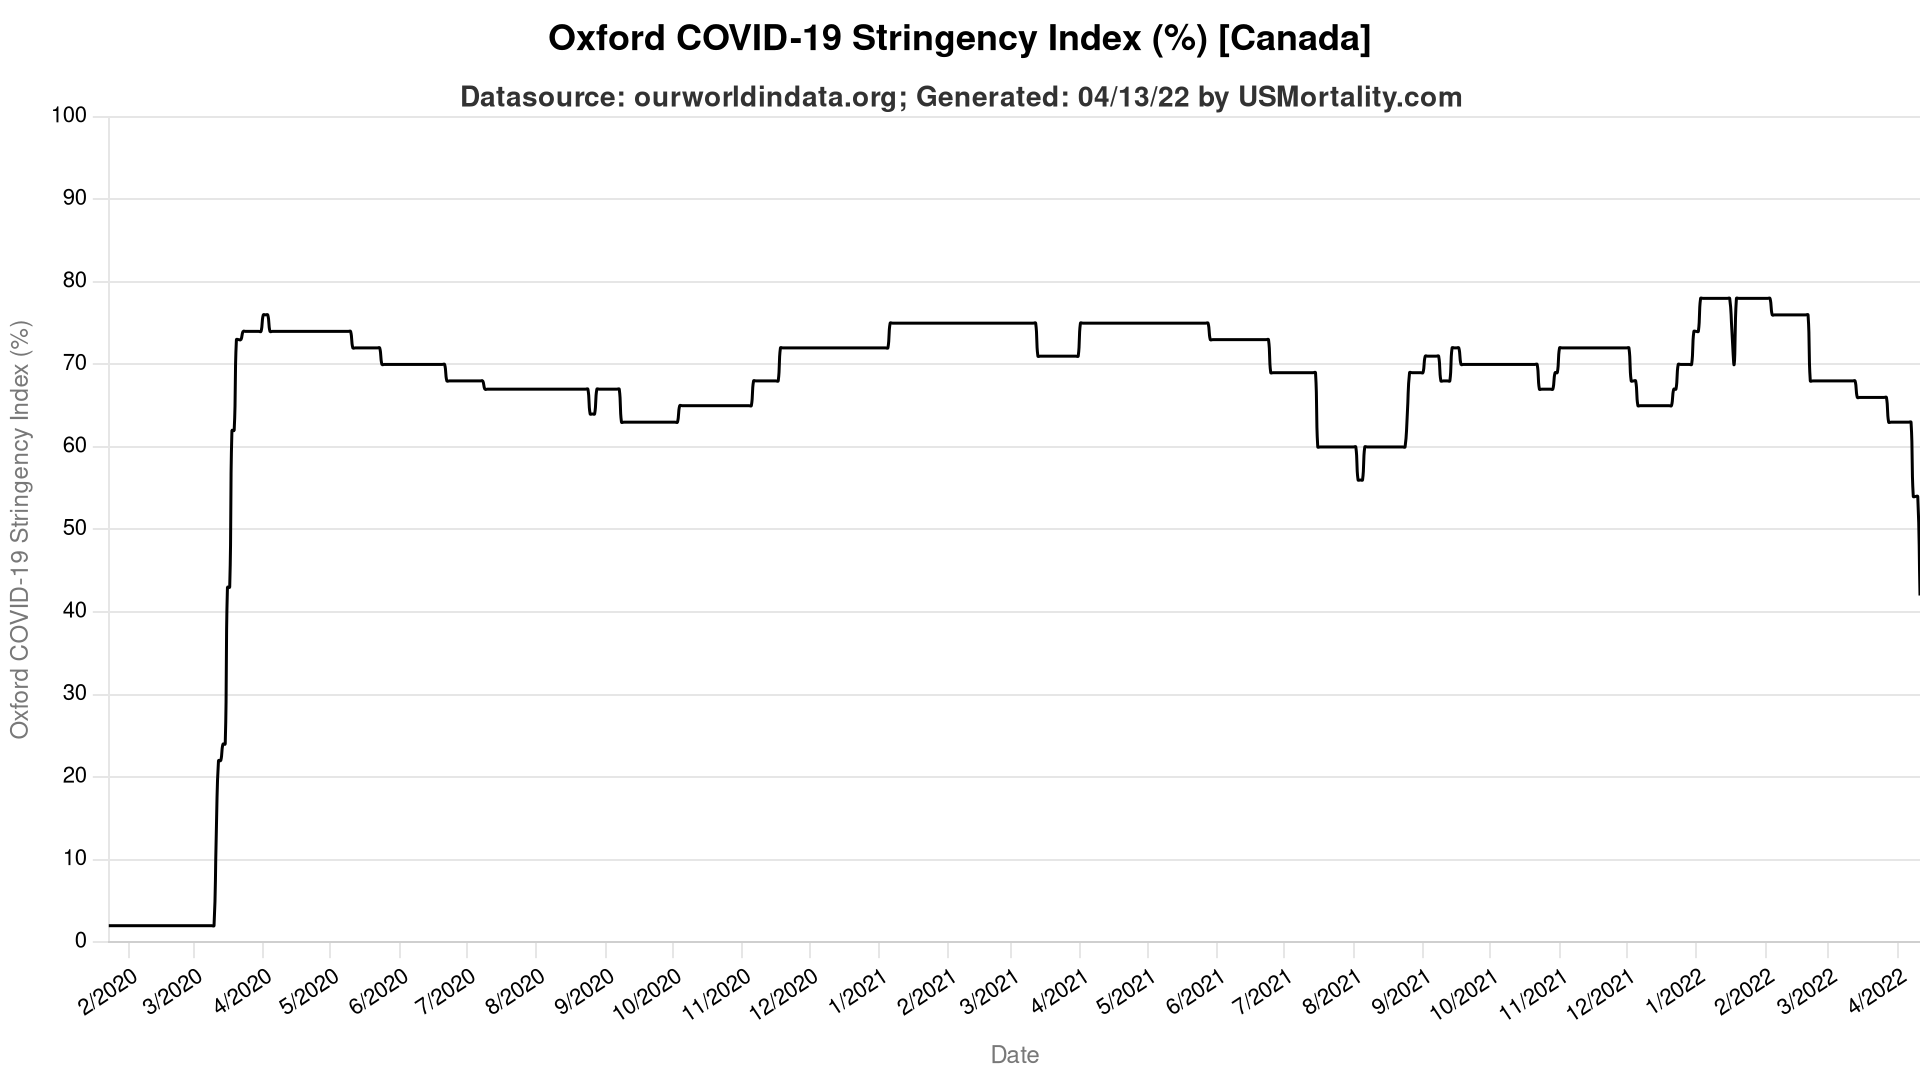 Oxford COVID-19 Stringency Index (%) [Canada]
Datasource: ourworldindata.org; Generated: 04/13/22 by USMortality.com
Oxford COVID-19 Stringency Index (%)
100
90
80
70
60
50
40
30
20
10
0
2/2020 3/2020 4/2020 5/2020 6/2020 7/2020 8/2020 9/2020 10/2020 11/2020 12/2020 1/2021 2/2021 3/2021 4/2021 5/2021 6/2021 7/2021 8/2021 9/2021 10/2021 11/2021 12/2021 1/2022 2/2022 3/2022 4/2022
Date